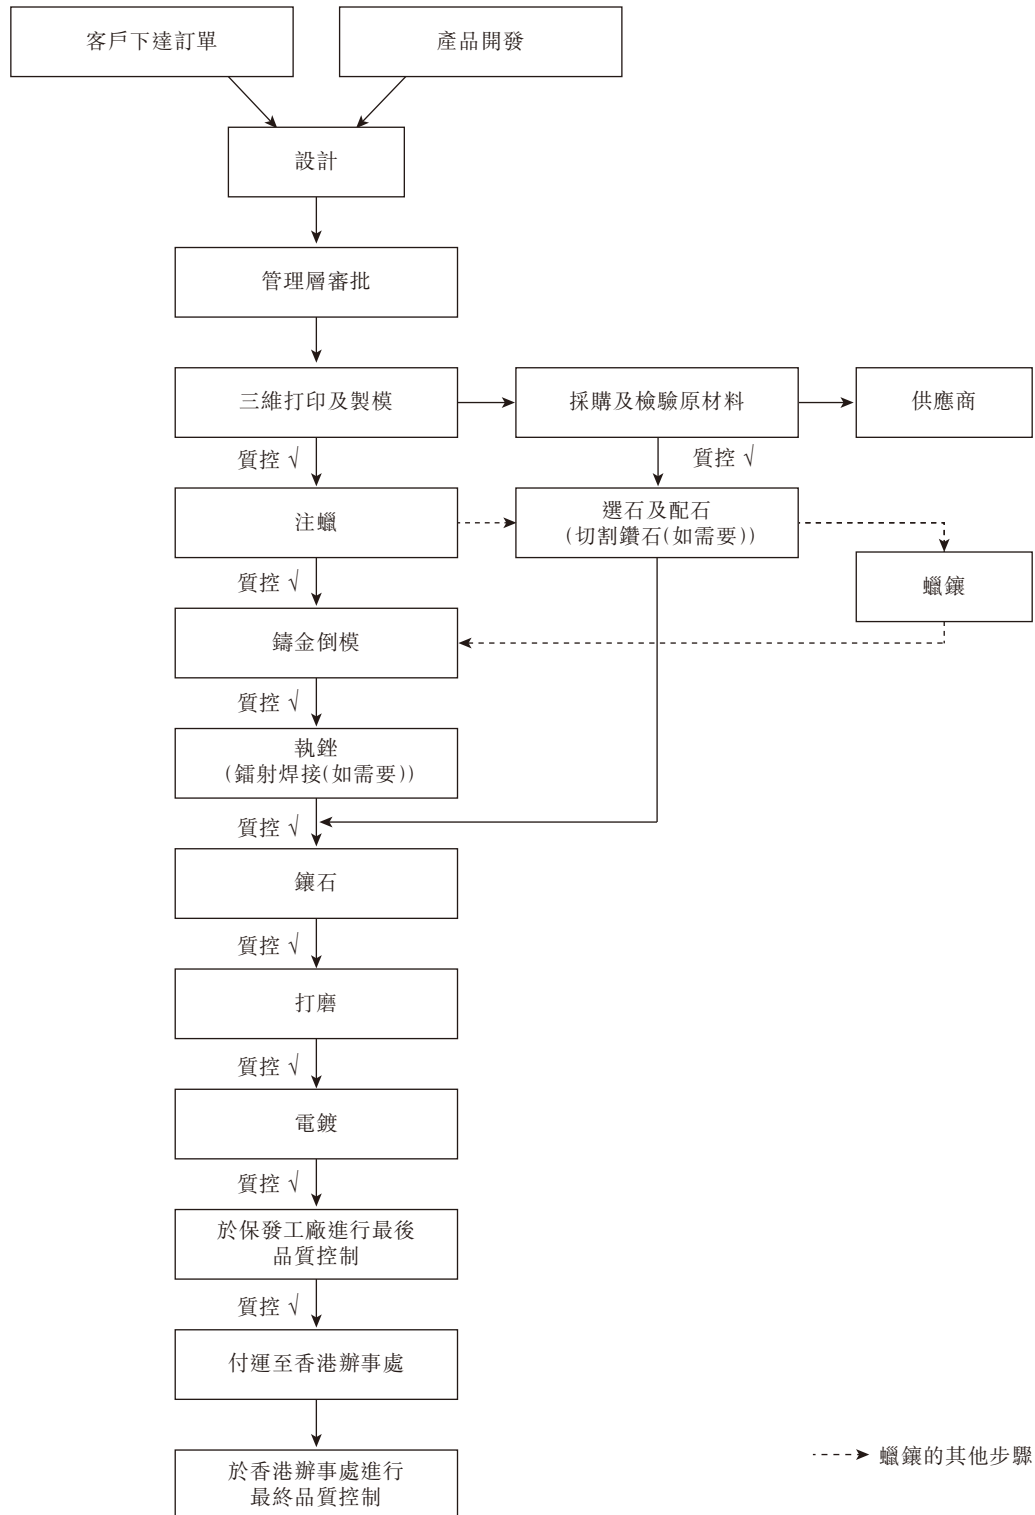 客戶下達訂單
產品開發
設計
管理層審批
三維打印及製模
採購及檢驗原材料
供應商
質控 √
質控 √
注蠟
選石及配石
(切割鑽石(如需要))
質控 √
蠟鑲
鑄金倒模
質控 √
執銼
(鐳射焊接(如需要))
質控 √
鑲石
質控 √
打磨
質控 √
電鍍
質控 √
於保發工廠進行最後
品質控制
質控 √
付運至香港辦事處
蠟鑲的其他步驟
於香港辦事處進行
最終品質控制